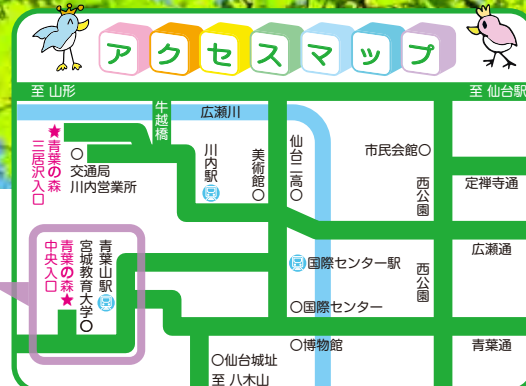 アクセスマップ
至 山形
至 仙台駅
牛越橋
広瀬川
★青葉の森
三居沢入口
交通局
川内営業所
川内駅
美術館
仙台二高
市民会館
西公園
定禅寺通
青葉の森★
中央入口
宮城教育大学
青葉山駅
国際センター駅
西公園
広瀬通
国際センター
博物館
青葉通
仙台城址
至 八木山